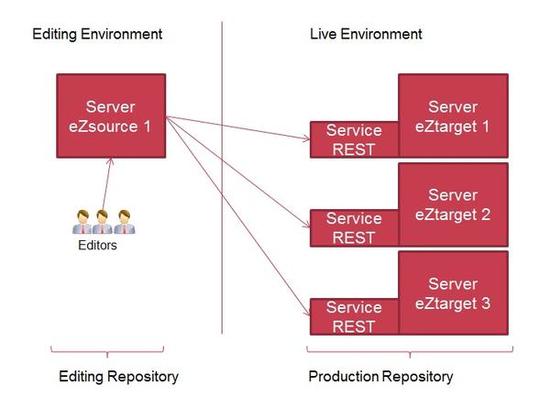 Editing Environment
Live Environment
Server
eZsource 1
Editors
Service
REST
Server
eZtarget 1
Service
REST
Server
eZtarget 2
Service
REST
Server
eZtarget 3
Editing Repository
Production Repository